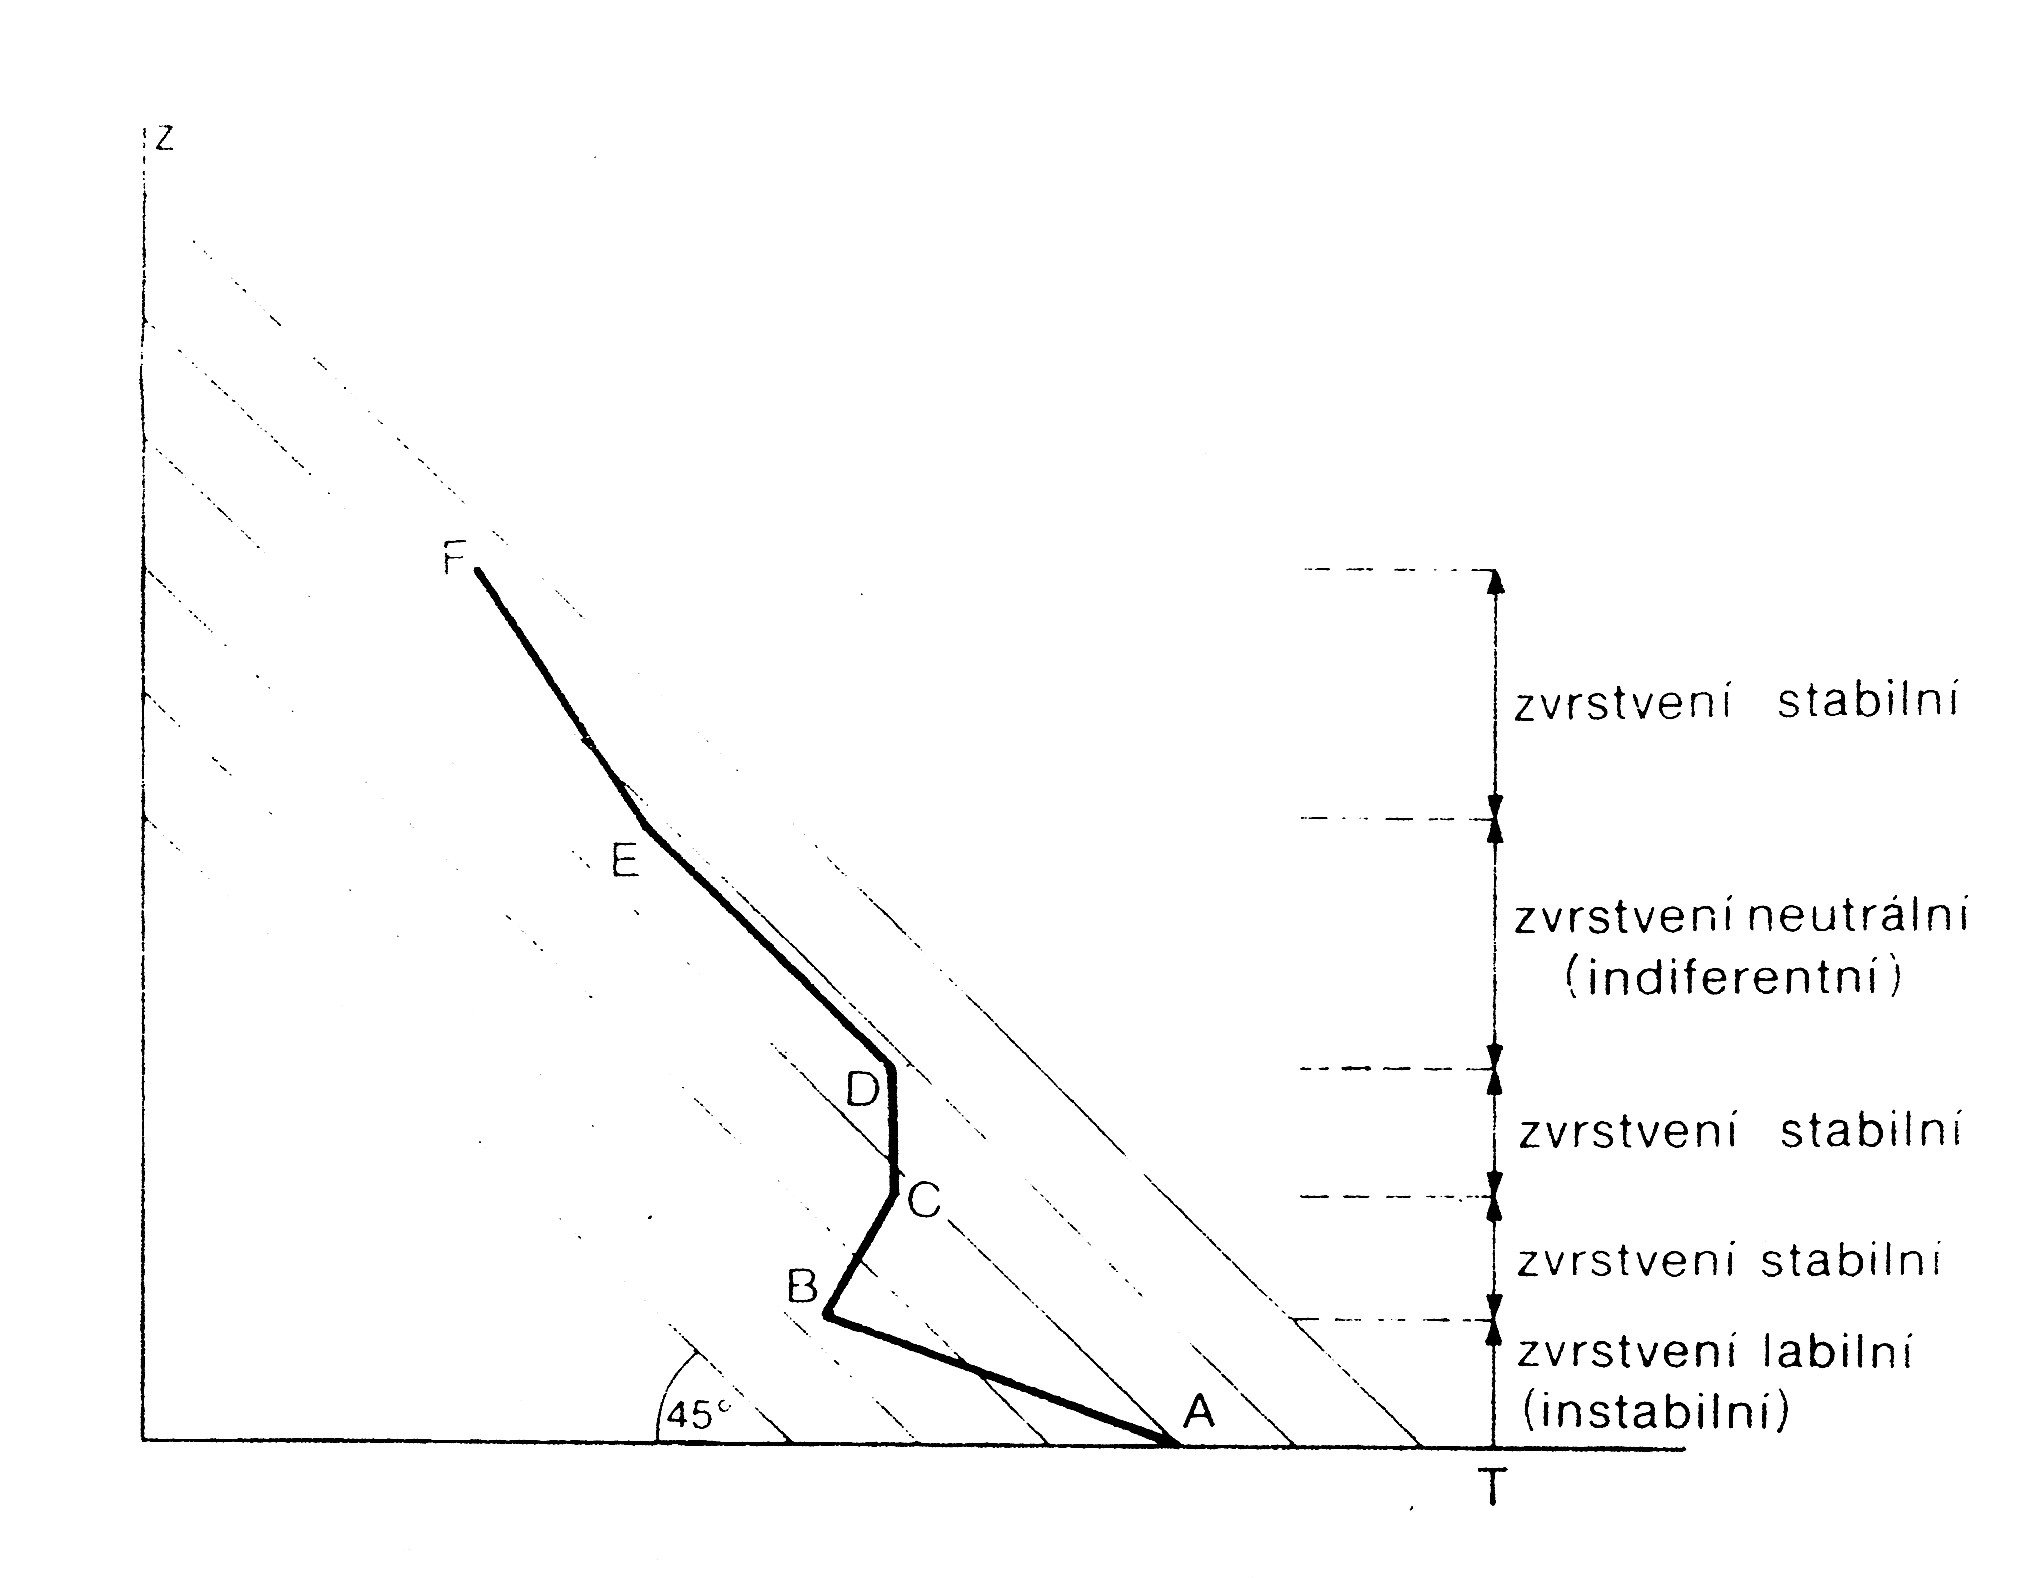 z
F
zvrstvení stabilní
E
zvrstvení neutrální
(indiferentní)
D
zvrstvení stabilní
C
B
zvrstvení stabilní
zvrstvení labilní
(instabilní)
A
45°
T